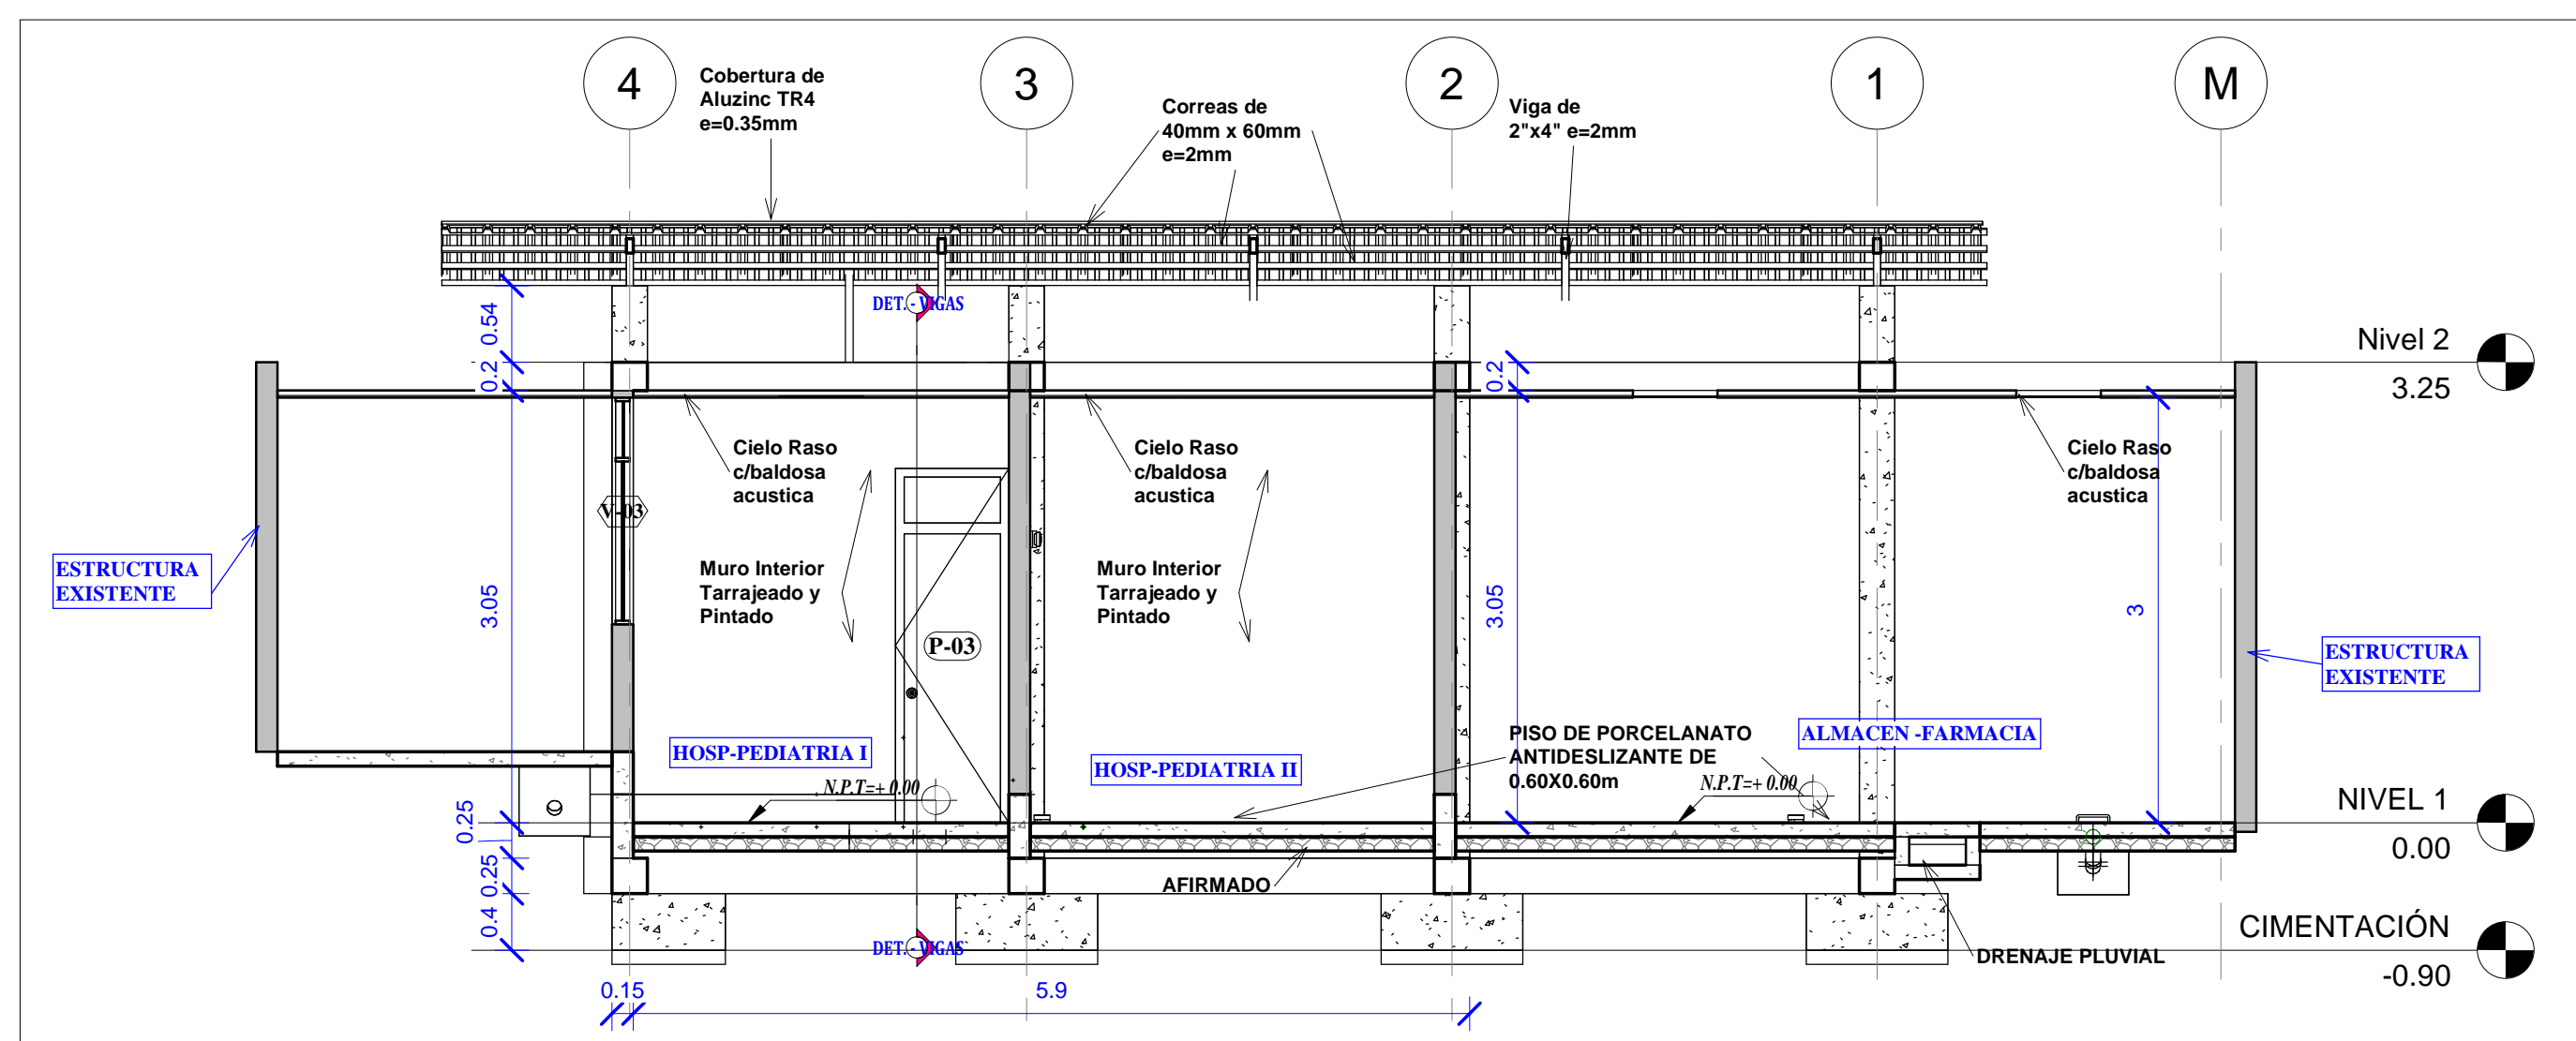 4
3
2
1
M
Cobertura de
Aluzinc TR4
e=0.35mm
Correas de
40mm x 60mm
e=2mm
Viga de
2"x4" e=2mm
DET. - VIGAS
0.54
0.2
0.2
Nivel 2
3.25
Cielo Raso
c/baldosa
acustica
Cielo Raso
c/baldosa
acustica
Cielo Raso
c/baldosa
acustica
V-03
ESTRUCTURA
EXISTENTE
3.05
Muro Interior
Tarrajeado y
Pintado
P-03
Muro Interior
Tarrajeado y
Pintado
3.05
3
ESTRUCTURA
EXISTENTE
HOSP-PEDIATRIA I
HOSP-PEDIATRIA II
PISO DE PORCELANATO
ANTIDESLIZANTE DE
0.60X0.60m
ALMACEN -FARMACIA
N.P.T=+ 0.00
N.P.T=+ 0.00
NIVEL 1
0.00
0.25
0.25
0.4
AFIRMADO
DET. - VIGAS
DRENAJE PLUVIAL
CIMENTACIÓN
-0.90
0.15
5.9